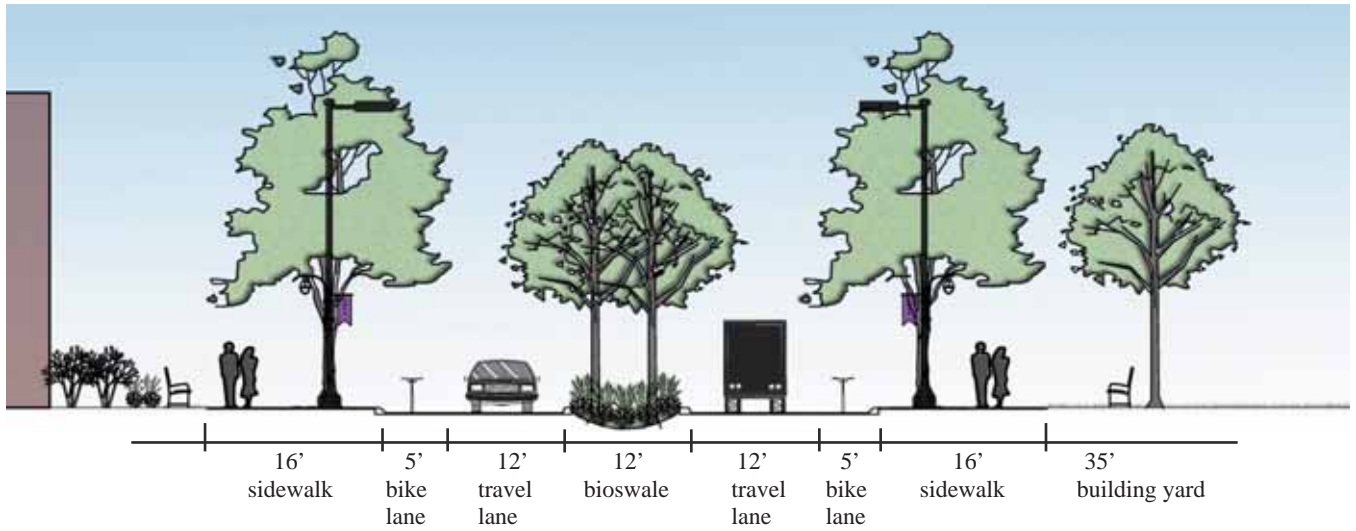 16’ 5’ 12’ 12’ 12’ 5’ 16’ 35’
sidewalk bike travel bioswale travel bike sidewalk building yard
lane lane lane lane